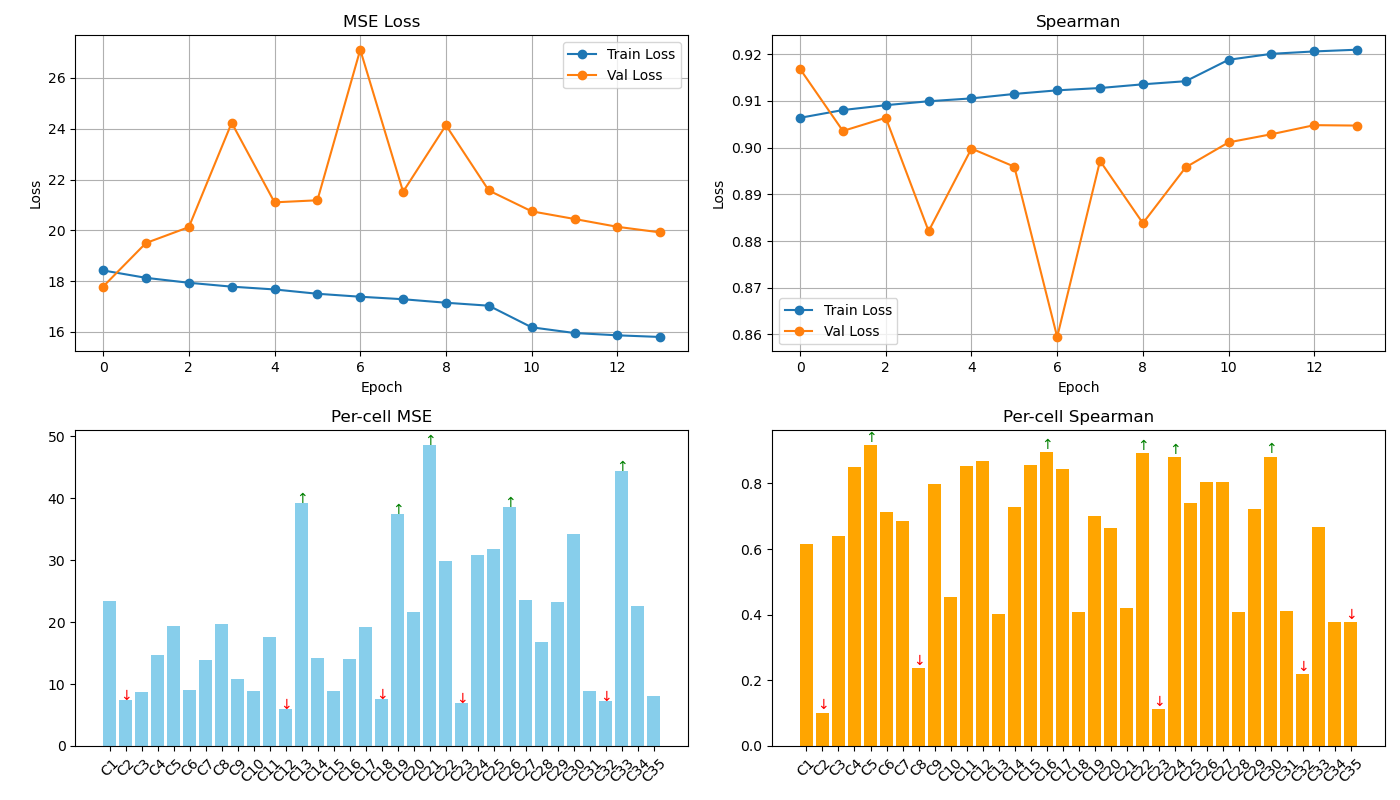 MSE Loss
Train Loss
Val Loss
26
24
22
20
18
16
Loss
0 2 4 6 8 10 12
Epoch
Spearman
Train Loss
Val Loss
0.92
0.91
0.90
0.89
0.88
0.87
0.86
Loss
0 2 4 6 8 10 12
Epoch
Per-cell MSE
50
40
30
20
10
0
↑ ↑ ↑ ↑ ↑
↓ ↓ ↓ ↓ ↓
C1 C2 C3 C4 C5 C6 C7 C8 C9 C10 C11 C12 C13 C14 C15 C16 C17 C18 C19 C20 C21 C22 C23 C24 C25 C26 C27 C28 C29 C30 C31 C32 C33 C34 C35
Per-cell Spearman
0.8
0.6
0.4
0.2
0.0
↑ ↑ ↑ ↑ ↑
↓ ↓ ↓ ↓ ↓
C1 C2 C3 C4 C5 C6 C7 C8 C9 C10 C11 C12 C13 C14 C15 C16 C17 C18 C19 C20 C21 C22 C23 C24 C25 C26 C27 C28 C29 C30 C31 C32 C33 C34 C35